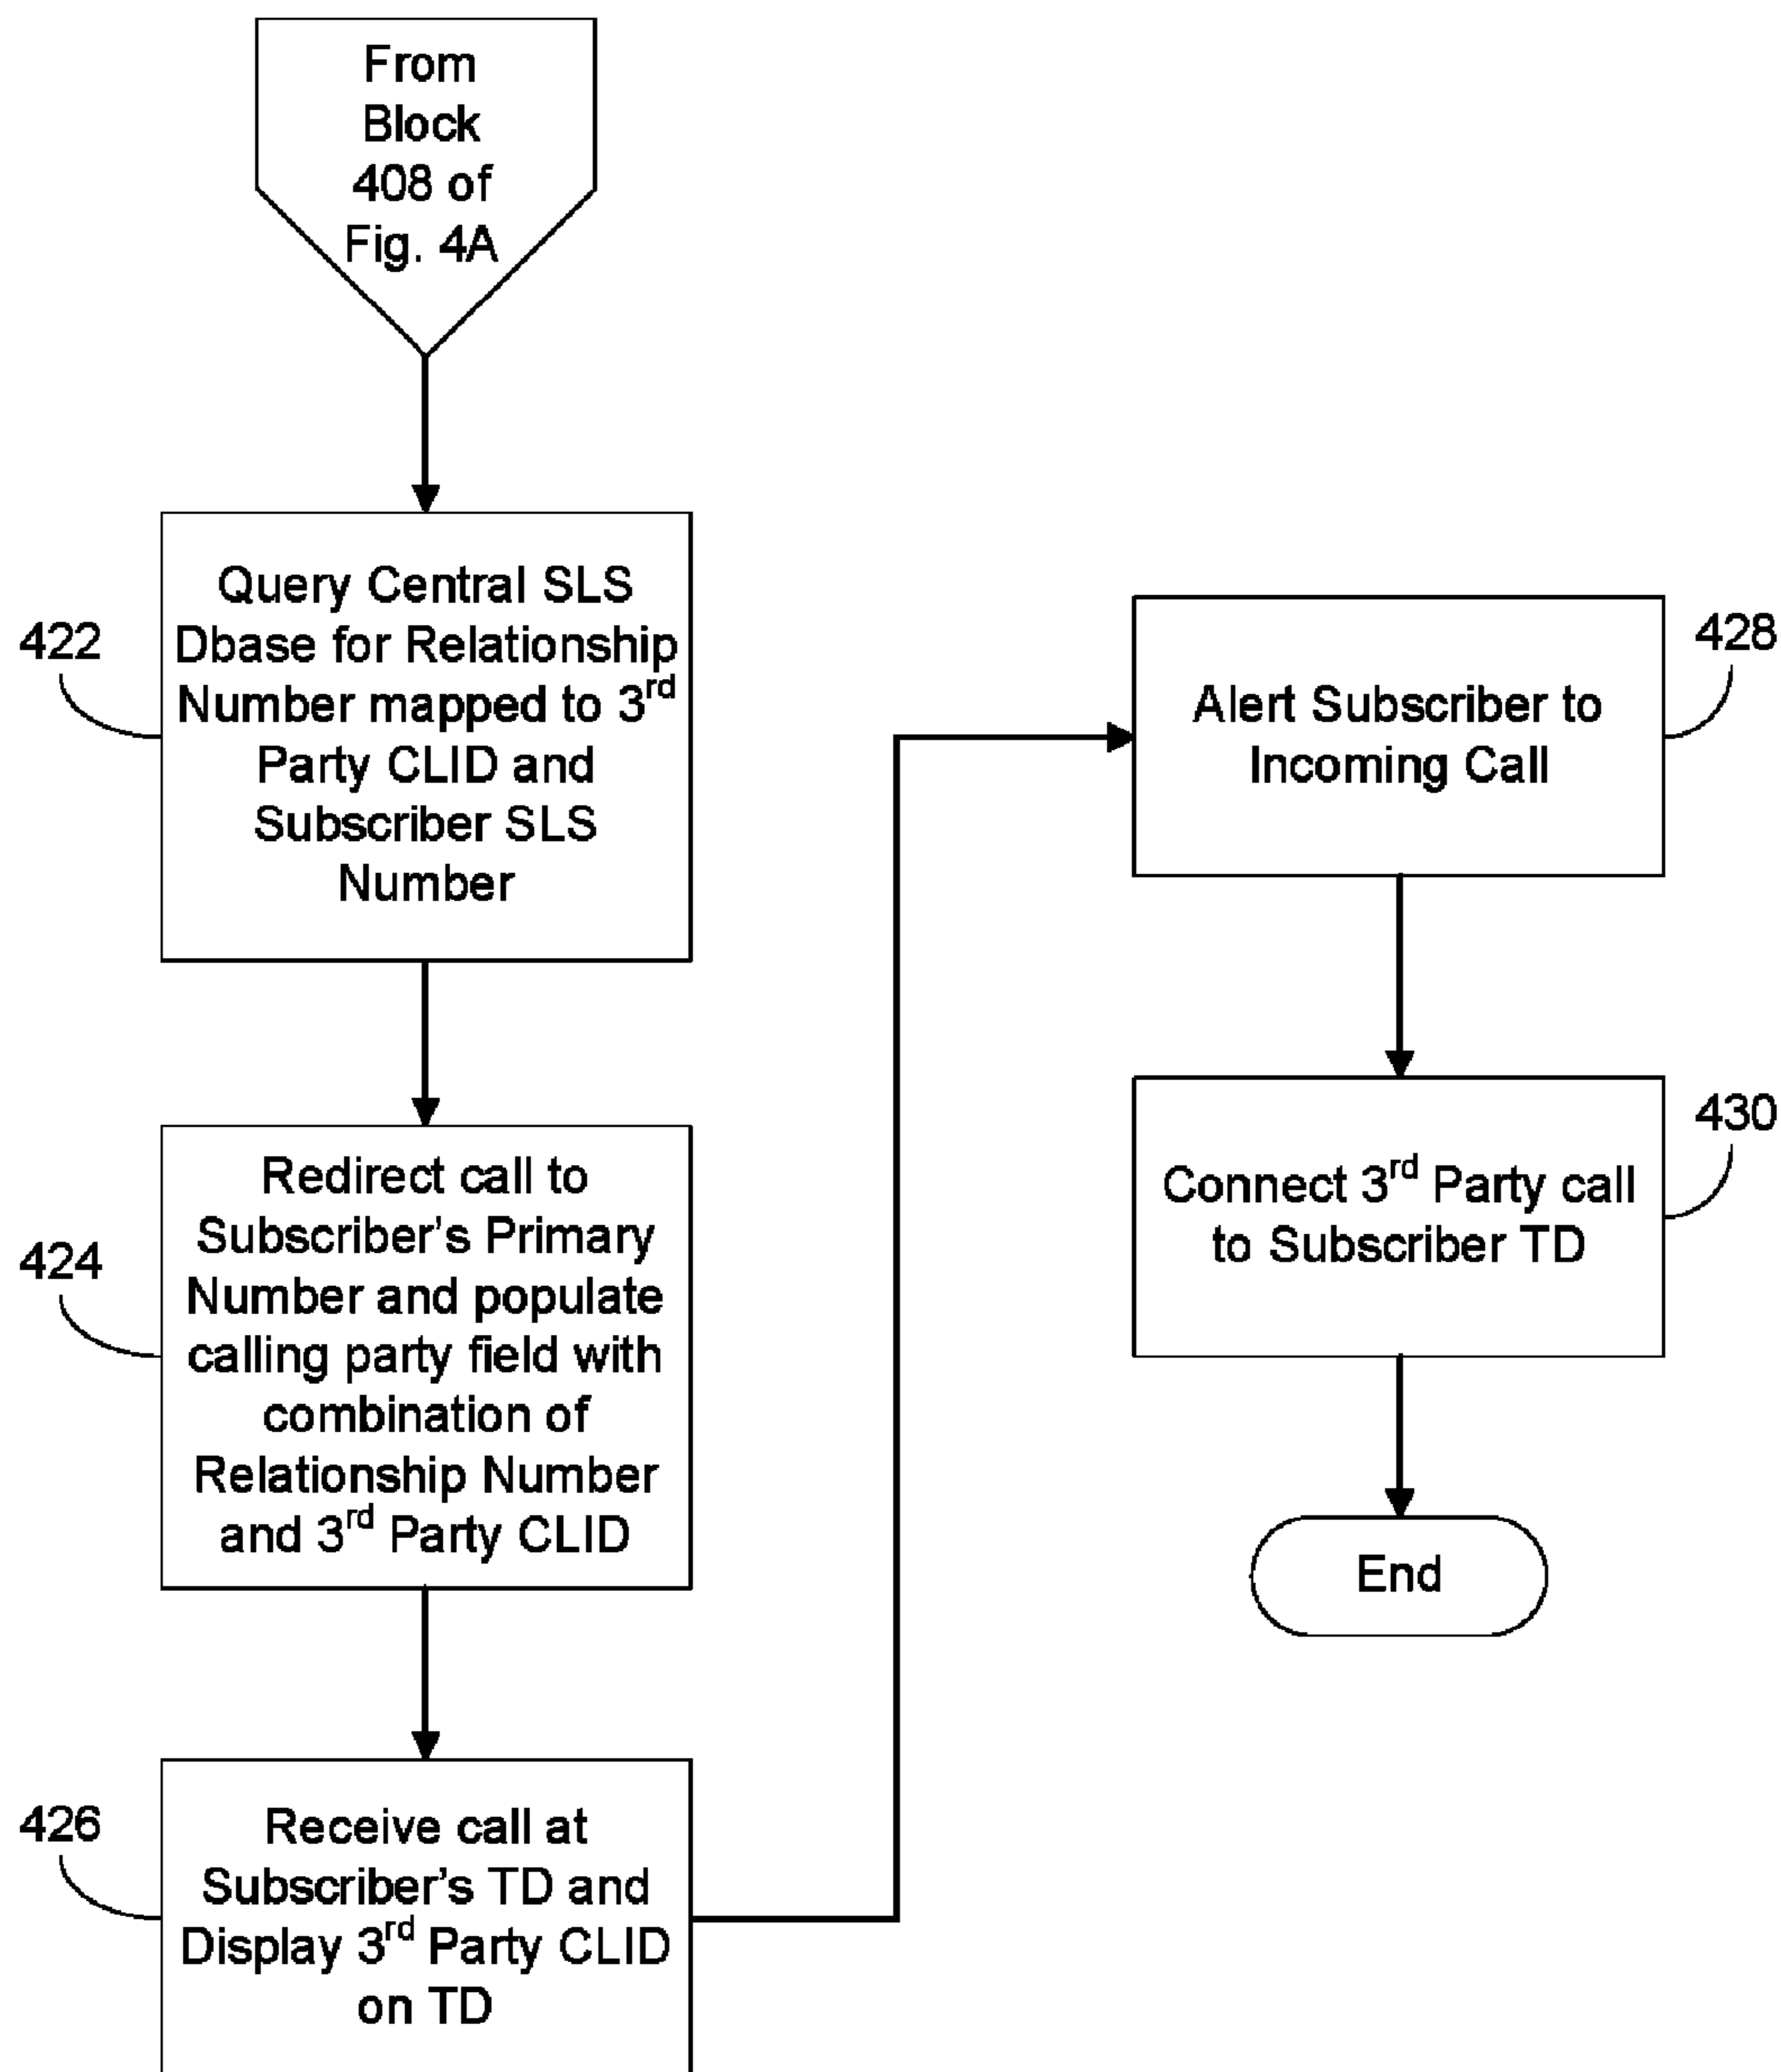 From
Block
408 of
Fig. 4A
422
Query Central SLS
Dbase for Relationship
Number mapped to 3rd
Party CLID and
Subscriber SLS
Number
424
Redirect call to
Subscriber's Primary
Number and populate
calling party field with
combination of
Relationship Number
and 3rd Party CLID
426
Receive call at
Subscriber's TD and
Display 3rd Party CLID
on TD
428
Alert Subscriber to
Incoming Call
430
Connect 3rd Party call
to Subscriber TD
End